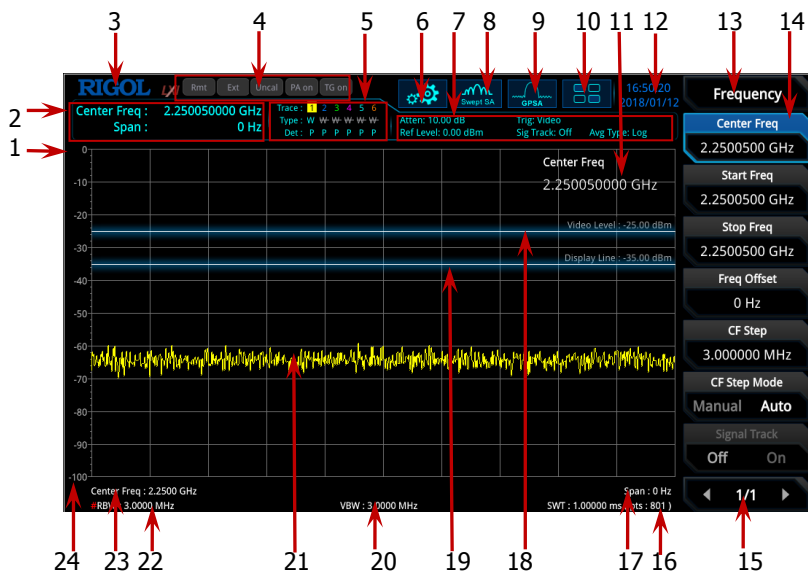 3 4 5 6 7 8 9 10 11 12 13 14
RIGOL LXI Rmt Ext Uncal PA on TG on
Swept SA GPSA
16:50:20
2018/01/12
2
Center Freq : 2.250050000 GHz
Span : 0 Hz
Trace : 1 2 3 4 5 6
Type : W W W W W W
Det : P P P P P P
Atten: 10.00 dB Trig: Video
Ref Level: 0.00 dBm Sig Track: Off Avg Type: Log
1
0
-10
-20
-30
-40
-50
-60
-70
-80
-90
-100
Center Freq
2.250050000 GHz
Video Level : -25.00 dBm
Display Line : -35.00 dBm
Center Freq : 2.2500 GHz Span : 0 Hz
#RBW : 3.0000 MHz VBW : 3.0000 MHz SWT : 1.00000 ms pts : 801 )
Frequency
Center Freq
2.2500500 GHz
Start Freq
2.2500500 GHz
Stop Freq
2.2500500 GHz
Freq Offset
0 Hz
CF Step
3.000000 MHz
CF Step Mode
Manual Auto
Signal Track
Off On
1/1
24 23 22 21 20 19 18 17 16 15